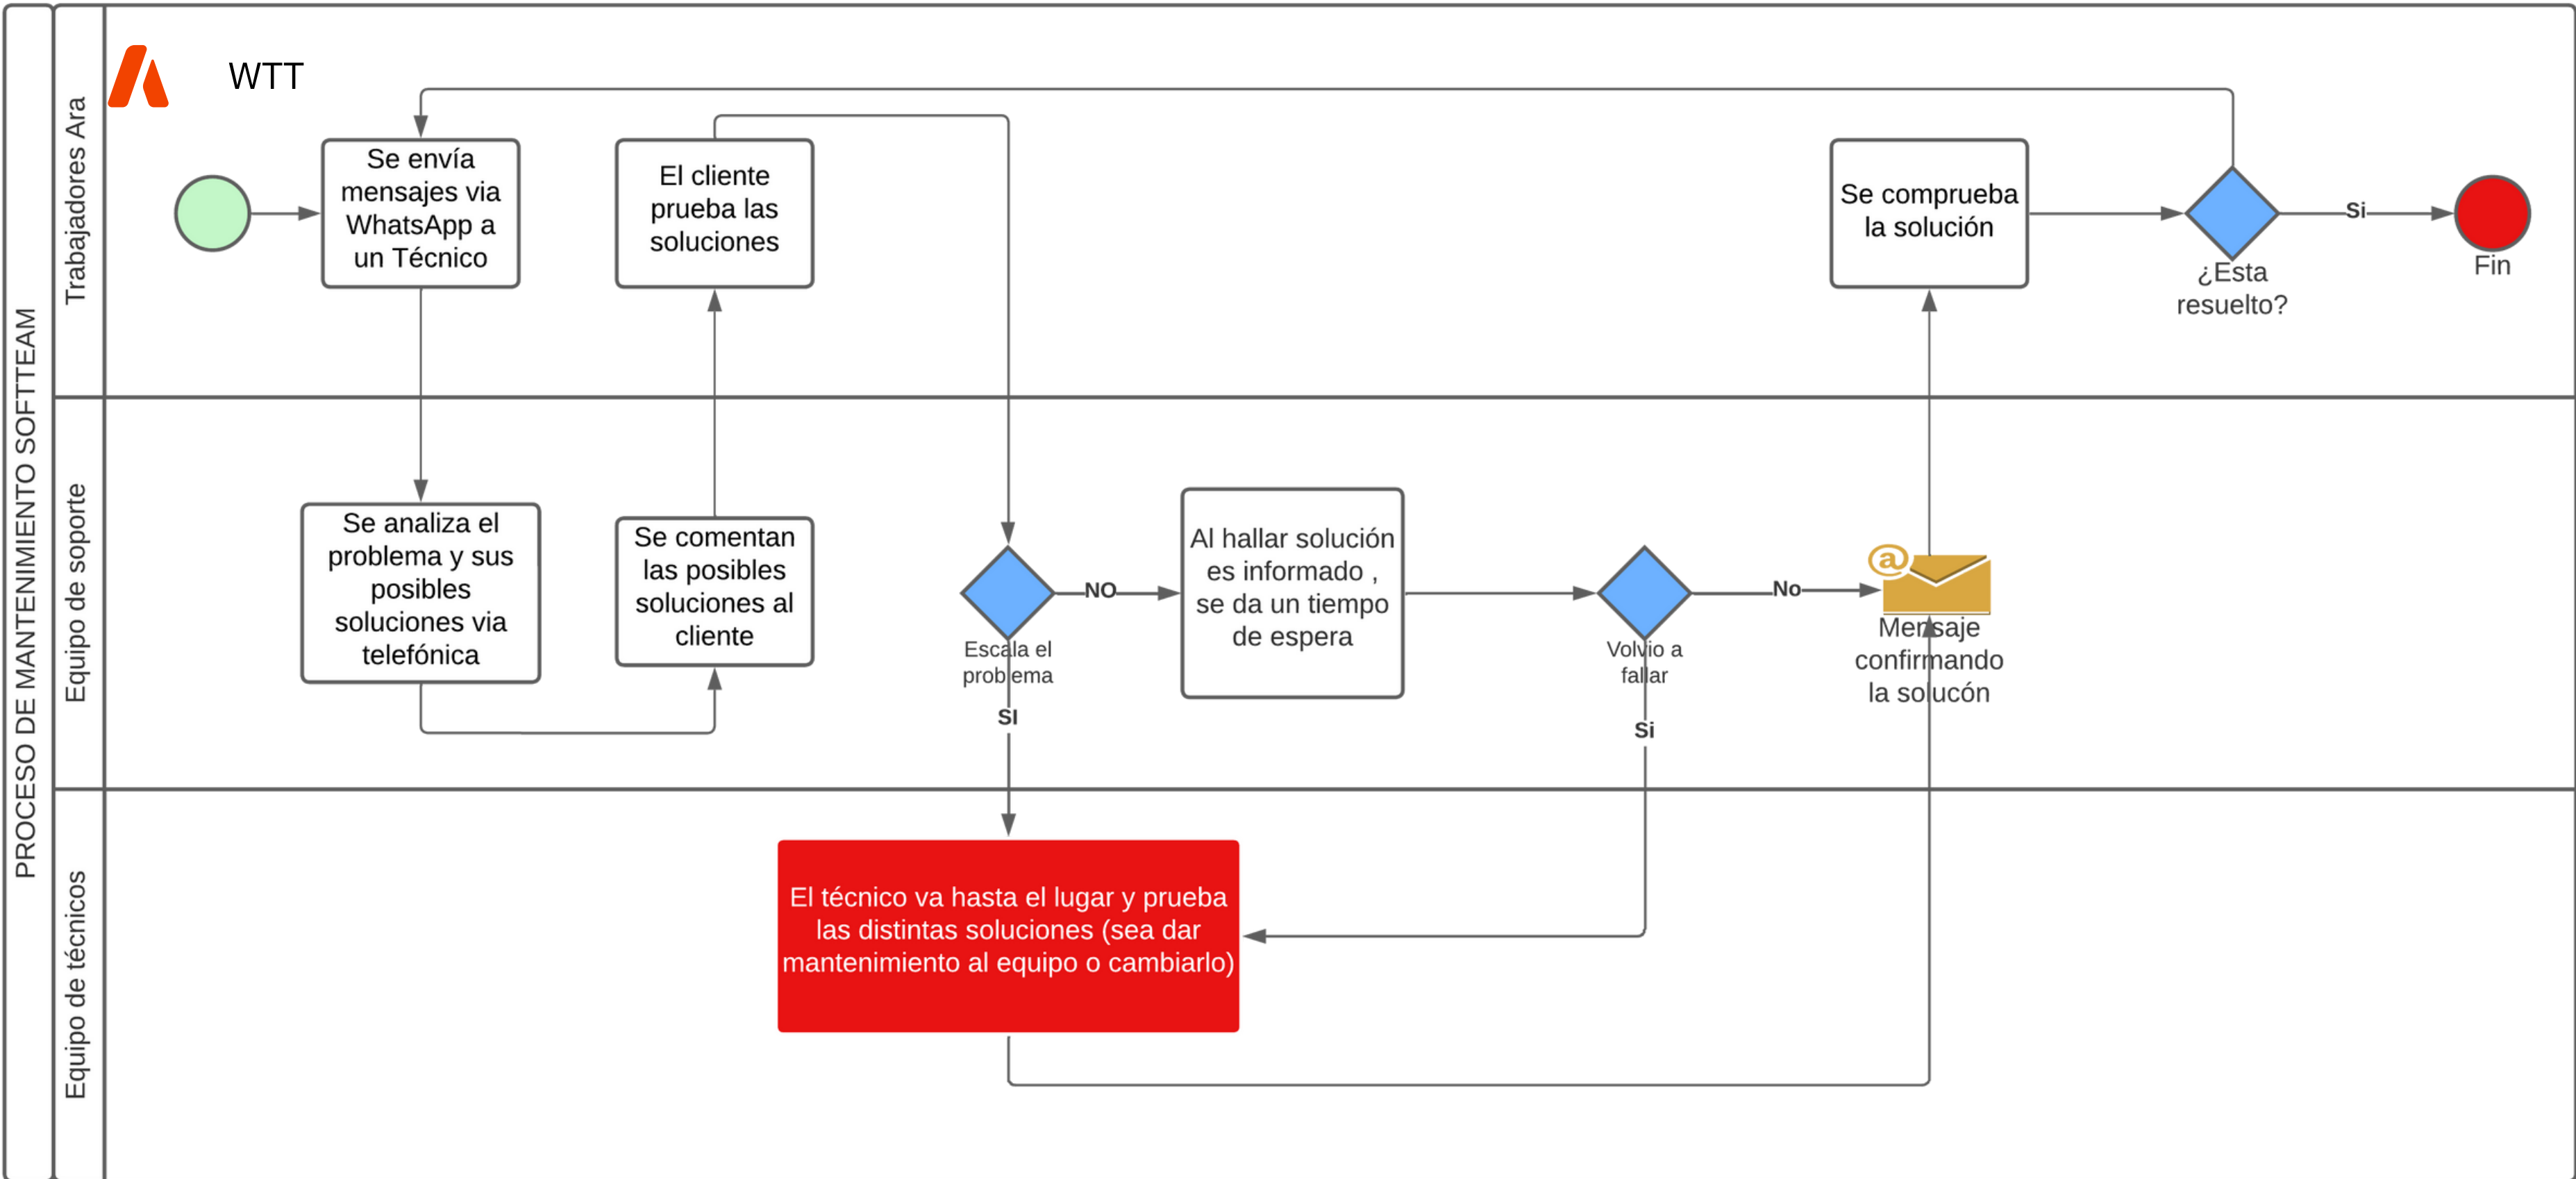 PROCESO DE MANTENIMIENTO SOFTTEAM
Trabajadores Ara
WTT
Se envía
mensajes via
WhatsApp a
un Técnico
El cliente
prueba las
soluciones
Se comprueba
la solución
¿Esta
resuelto?
Si
Fin
Equipo de soporte
Se analiza el
problema y sus
posibles
soluciones via
telefónica
Se comentan
las posibles
soluciones al
cliente
Escala el
problema
NO
SI
Al hallar solución
es informado ,
se da un tiempo
de espera
Volvio a
fallar
No
Si
@
Mensaje
confirmando
la solucón
Equipo de técnicos
El técnico va hasta el lugar y prueba
las distintas soluciones (sea dar
mantenimiento al equipo o cambiarlo)